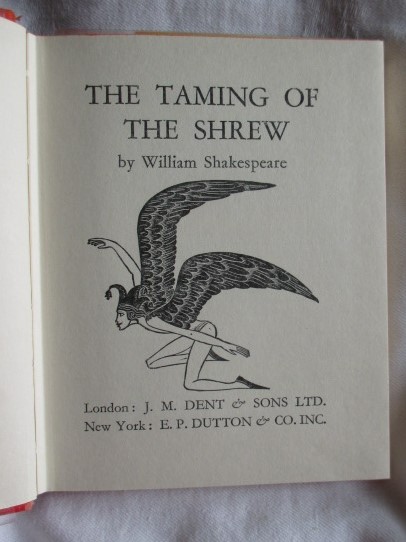 THE TAMING OF
THE SHREW
by William Shakespeare
London: J. M. DENT & SONS LTD.
New York: E. P. DUTTON & CO. INC.